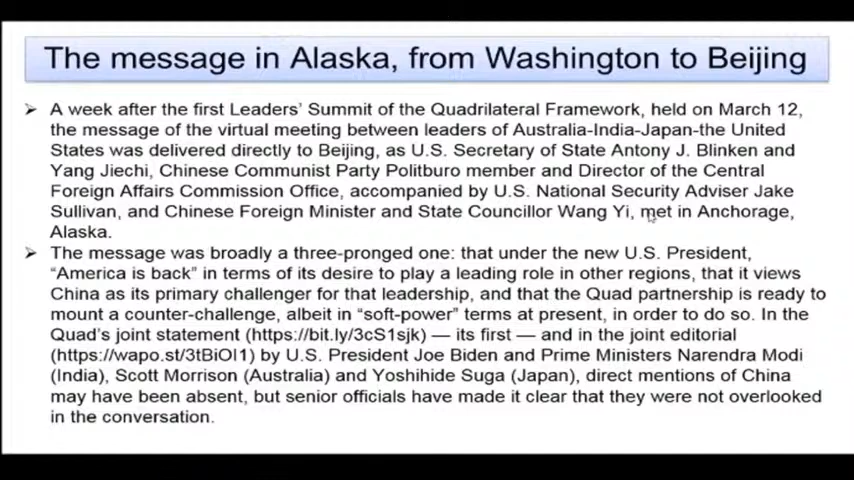 The message in Alaska, from Washington to Beijing
➢ A week after the first Leaders' Summit of the Quadrilateral Framework, held on March 12,
the message of the virtual meeting between leaders of Australia-India-Japan-the United
States was delivered directly to Beijing, as U.S. Secretary of State Antony J. Blinken and
Yang Jiechi, Chinese Communist Party Politburo member and Director of the Central
Foreign Affairs Commission Office, accompanied by U.S. National Security Adviser Jake
Sullivan, and Chinese Foreign Minister and State Councillor Wang Yi, met in Anchorage,
Alaska.
➢ The message was broadly a three-pronged one: that under the new U.S. President,
“America is back” in terms of its desire to play a leading role in other regions, that it views
China as its primary challenger for that leadership, and that the Quad partnership is ready to
mount a counter-challenge, albeit in “soft-power” terms at present, in order to do so. In the
Quad's joint statement (https://bit.ly/3cS1sjk) — its first — and in the joint editorial
(https://wapo.st/3tBiOI1) by U.S. President Joe Biden and Prime Ministers Narendra Modi
(India), Scott Morrison (Australia) and Yoshihide Suga (Japan), direct mentions of China
may have been absent, but senior officials have made it clear that they were not overlooked
in the conversation.